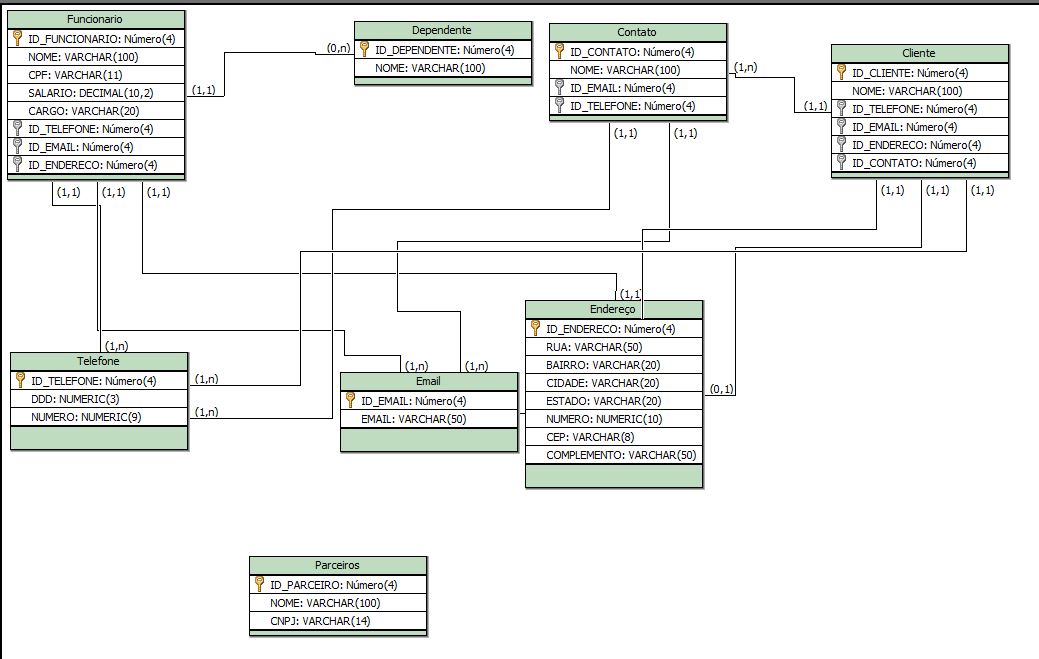 Funcionario
ID_FUNCIONARIO: Número(4)
NOME: VARCHAR(100)
CPF: VARCHAR(11)
SALARIO: DECIMAL(10,2)
CARGO: VARCHAR(20)
ID_TELEFONE: Número(4)
ID_EMAIL: Número(4)
ID_ENDERECO: Número(4)
(1,1)
(0,n)
Dependente
ID_DEPENDENTE: Número(4)
NOME: VARCHAR(100)
Contato
ID_CONTATO: Número(4)
NOME: VARCHAR(100)
ID_EMAIL: Número(4)
ID_TELEFONE: Número(4)
(1,n)
(1,1)
Cliente
ID_CLIENTE: Número(4)
NOME: VARCHAR(100)
ID_TELEFONE: Número(4)
ID_EMAIL: Número(4)
ID_ENDERECO: Número(4)
ID_CONTATO: Número(4)
(1,1)
(1,1)
(1,1)
(1,1)
(1,1)
(1,1)
(1,1)
(1,1)
(1,n)
Telefone
ID_TELEFONE: Número(4)
DDD: NUMERIC(3)
NUMERO: NUMERIC(9)
(1,n)
(1,n)
(1,n)
(1,n)
Email
ID_EMAIL: Número(4)
EMAIL: VARCHAR(50)
(1,1)
Endereço
ID_ENDERECO: Número(4)
RUA: VARCHAR(50)
BAIRRO: VARCHAR(20)
CIDADE: VARCHAR(20)
ESTADO: VARCHAR(20)
NUMERO: NUMERIC(10)
CEP: VARCHAR(8)
COMPLEMENTO: VARCHAR(50)
(0,1)
Parceiros
ID_PARCEIRO: Número(4)
NOME: VARCHAR(100)
CNPJ: VARCHAR(14)